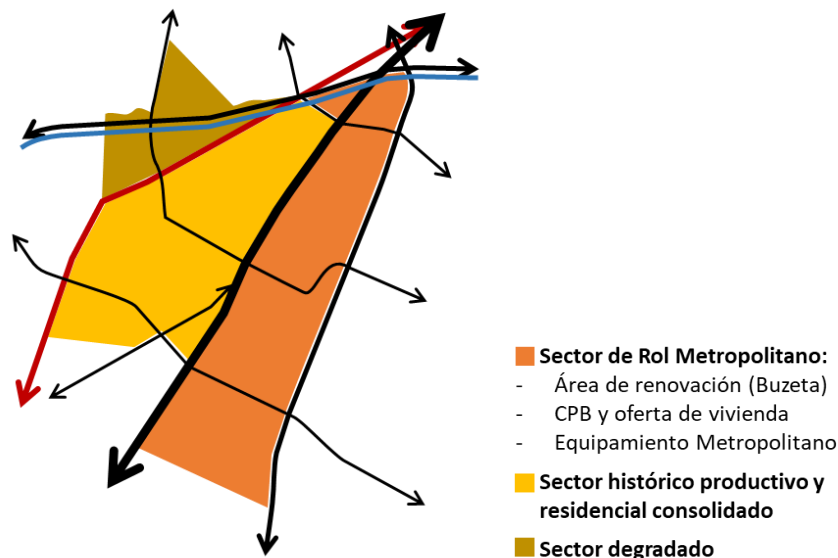 Sector de Rol Metropolitano:
- Área de renovación (Buzeta)
- CPB y oferta de vivienda
- Equipamiento Metropolitano
Sector histórico productivo y
residencial consolidado
Sector degradado